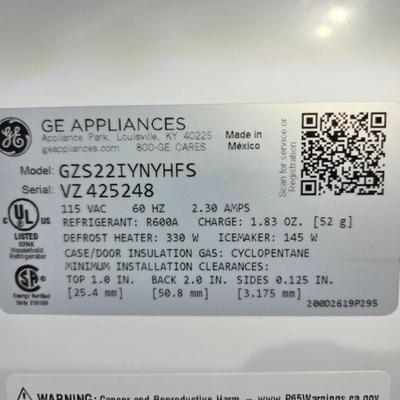 GE APPLIANCES
Appliance Park, Louisville, KY 40225
geappliances.com 800-GE CARES
Made in
México
Scan for service
or registration
Model: GZS22IYNYHFS
Serial: VZ425248
115 VAC 60 HZ 2.30 AMPS
REFRIGERANT: R600A CHARGE: 1.83 OZ. [52 g]
DEFROST HEATER: 330 W ICEMAKER: 145 W
CASE/DOOR INSULATION GAS: CYCLOPENTANE
MINIMUM INSTALLATION CLEARANCES:
TOP 1.0 IN. BACK 2.0 IN. SIDES 0.125 IN.
[25.4 mm] [50.8 mm] [3.175 mm]
200D2619P295
UL
LISTED
Household
Refrigerator
Energy Verified
WARNING: Cancer and Reproductive Harm – www.P65Warnings.ca.gov